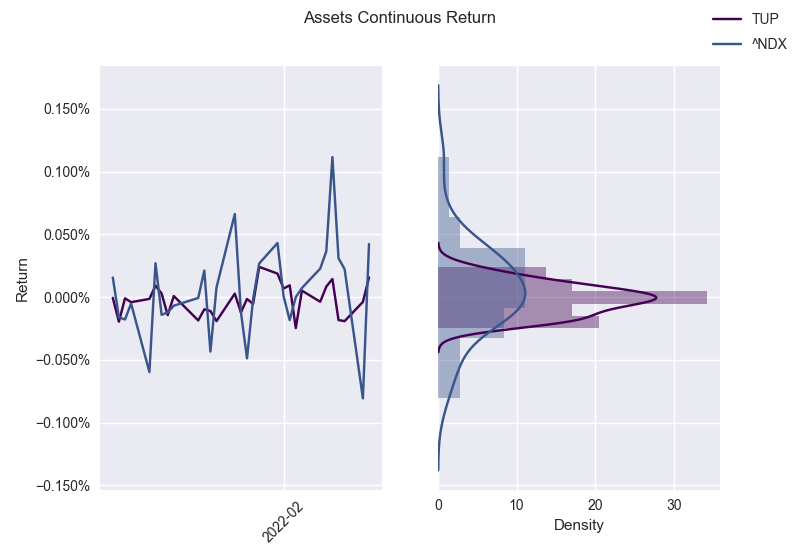 Assets Continuous Return
TUP
^NDX
0.150%
0.100%
0.050%
0.000%
−0.050%
−0.100%
−0.150%
Return
2022-02
0 10 20 30
Density